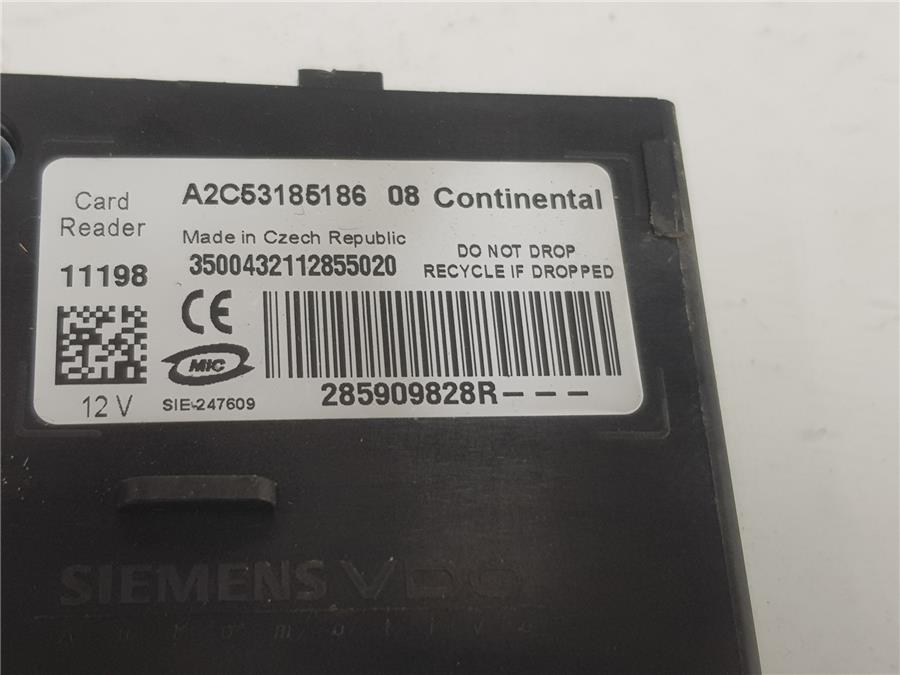 Card
Reader
11198
12 V
A2C53185186 08 Continental
Made in Czech Republic
3500432112855020
DO NOT DROP
RECYCLE IF DROPPED
CE
MIC
SIE-247609
285909828R---
SIEMENS VDO
Automotive